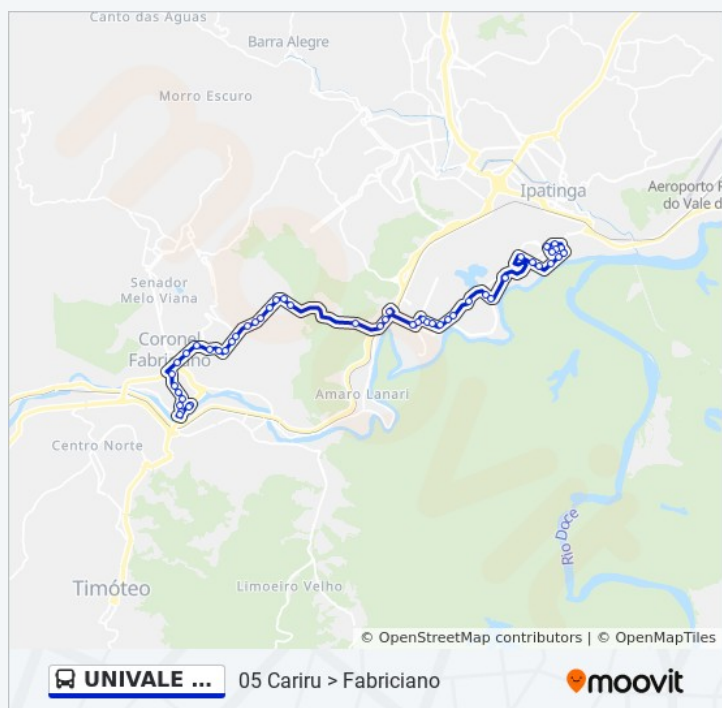 Canto das Águas
Barra Alegre
Morro Escuro
Ipatinga
Aeroporto R
do Vale d
Senador
Melo Viana
Coronel
Fabriciano
Amaro Lanari
Centro Norte
Rio Doce
Timóteo
Limoeiro Velho
© OpenStreetMap contributors | © OpenMapTiles
UNIVALE ...
05 Cariru > Fabriciano
moovit